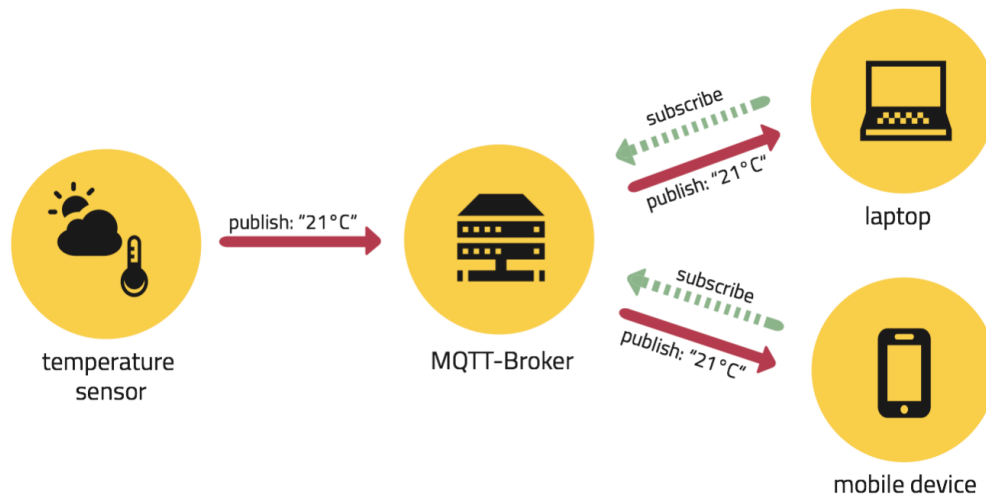 temperature
sensor
publish: “21°C“
MQTT-Broker
subscribe
publish: “21°C“
laptop
subscribe
publish: “21°C“
mobile device